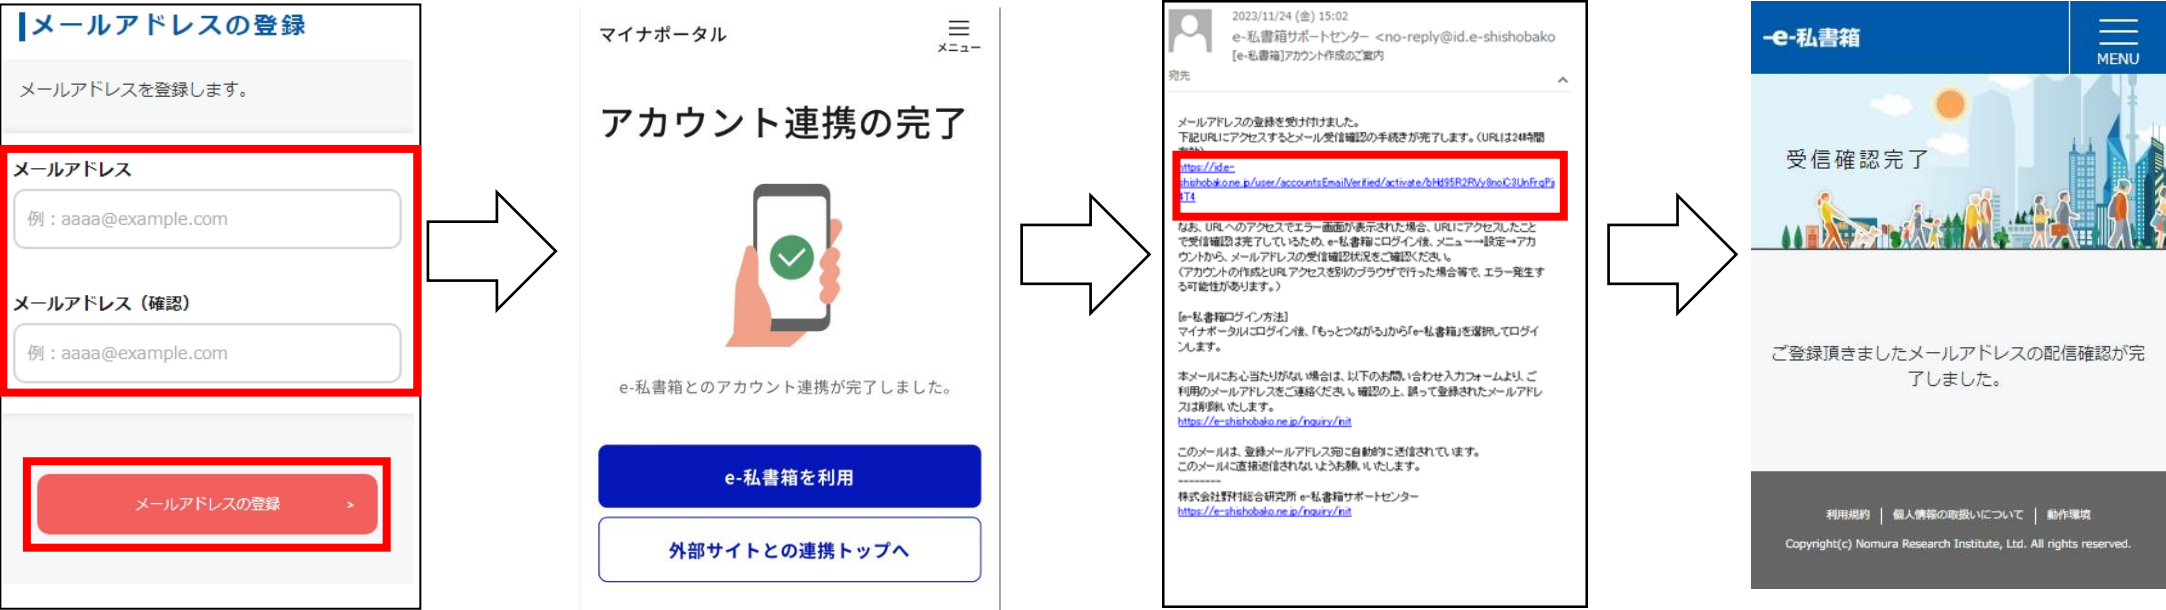 メールアドレスの登録
メールアドレスを登録します。
メールアドレス
例：aaaa@example.com
メールアドレス（確認）
例：aaaa@example.com
メールアドレスの登録 >
マイナポータル
メニュー
アカウント連携の完了
e-私書箱とのアカウント連携が完了しました。
e-私書箱を利用
外部サイトとの連携トップへ
2023/11/24 (金) 15:02
e-私書箱サポートセンター <no-reply@id.e-shishobako
[e-私書箱]アカウント作成のご案内
宛先
メールアドレスの登録を受け付けました。
下記URLにアクセスするとメール受信確認の手続きが完了します。（URLは24時間
https://id.e-
shishobako.ne.jp/user/accountsEmailVerified/activate/
4T4
なお、URLへのアクセスでエラー画面が表示された場合、URLにアクセスしたこと
で受信確認は完了しているため、e-私書箱にログイン後、メニュー→設定→アカ
ウントから、メールアドレスの受信確認状況をご確認ください。
（アカウントの作成とURLアクセスを別のブラウザで行った場合等で、エラー発生す
る可能性があります。）
[e-私書箱ログイン方法]
マイナポータルにログイン後、「もっとつながる」から「e-私書箱」を選択してログイ
ンします。
本メールにお心当たりがない場合は、以下のお問い合わせ入力フォームより、ご
利用のメールアドレスをご連絡ください。確認の上、誤って登録されたメールアドレ
スは削除いたします。
https://e-shishobako.ne.jp/inquiry/init
このメールは、登録メールアドレス宛に自動的に送信されています。
このメールに直接返信されないようお願いいたします。
--------
株式会社野村総合研究所 e-私書箱サポートセンター
https://e-shishobako.ne.jp/inquiry/init
-e-私書箱
MENU
受信確認完了
ご登録頂きましたメールアドレスの配信確認が完
了しました。
利用規約 | 個人情報の取扱いについて | 動作環境
Copyright(c) Nomura Research Institute, Ltd. All rights reserved.